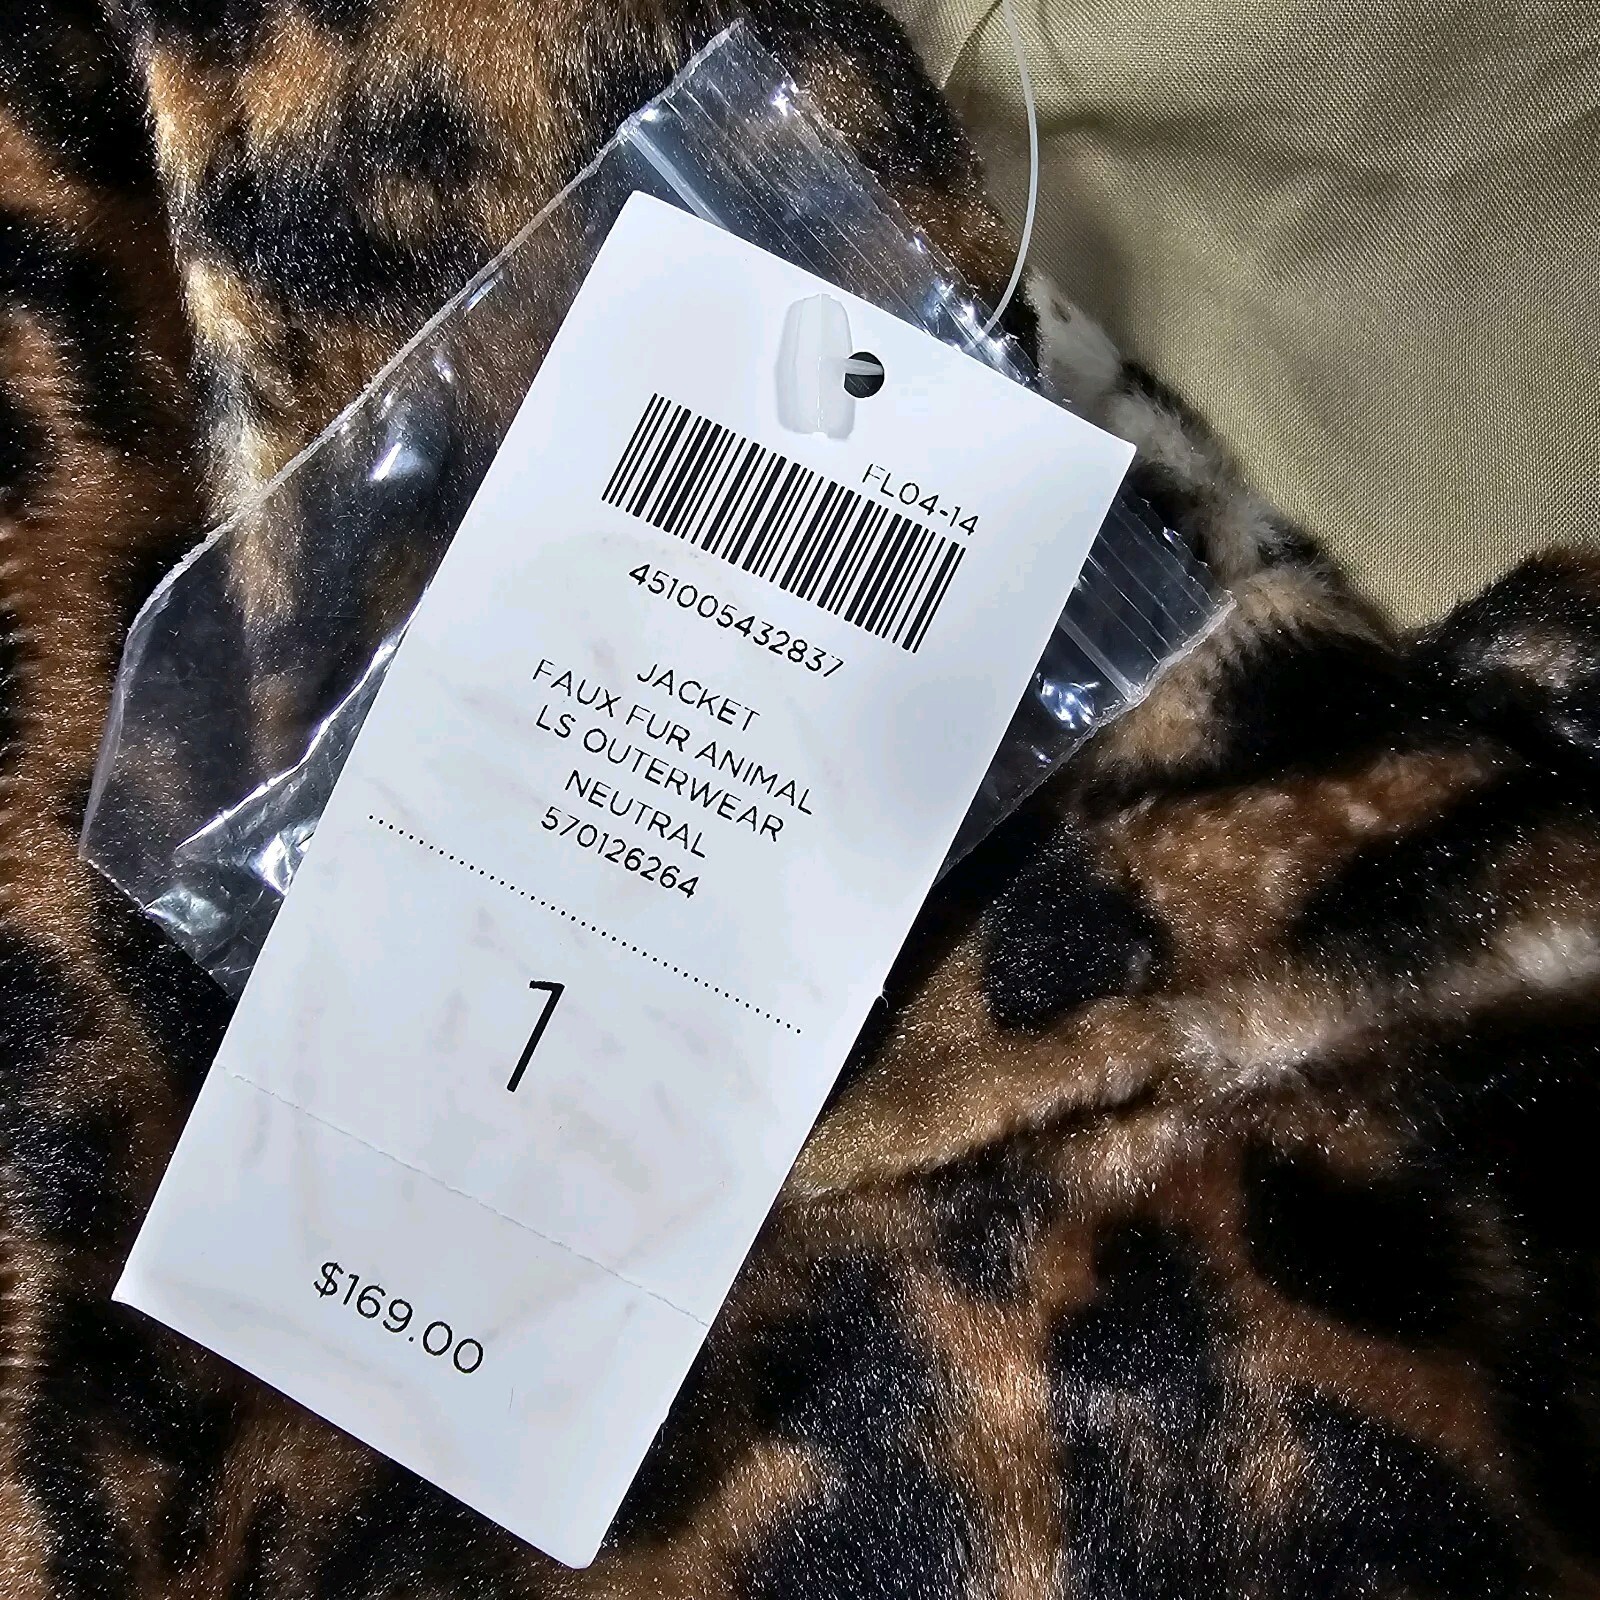 FL04-14
451005432837
JACKET
FAUX FUR ANIMAL
LS OUTERWEAR
NEUTRAL
570126264
1
$169.00